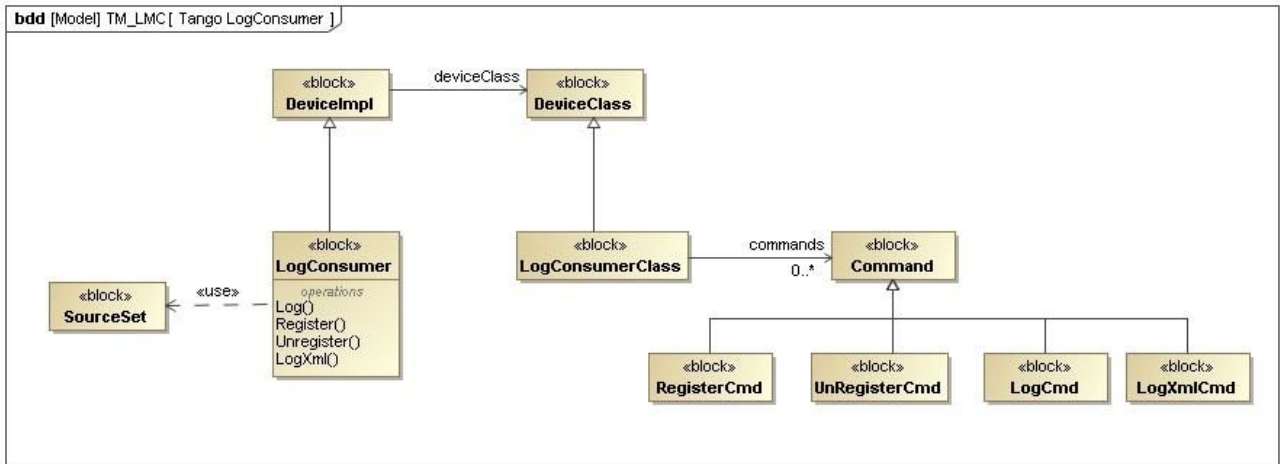 bdd [Model] TM_LMC [ Tango LogConsumer ]
«block»
DeviceImpl
deviceClass
«block»
DeviceClass
«block»
LogConsumer
operations
Log()
Register()
Unregister()
LogXml()
«use»
«block»
SourceSet
«block»
LogConsumerClass
commands
0..*
«block»
Command
«block»
RegisterCmd
«block»
UnRegisterCmd
«block»
LogCmd
«block»
LogXmlCmd